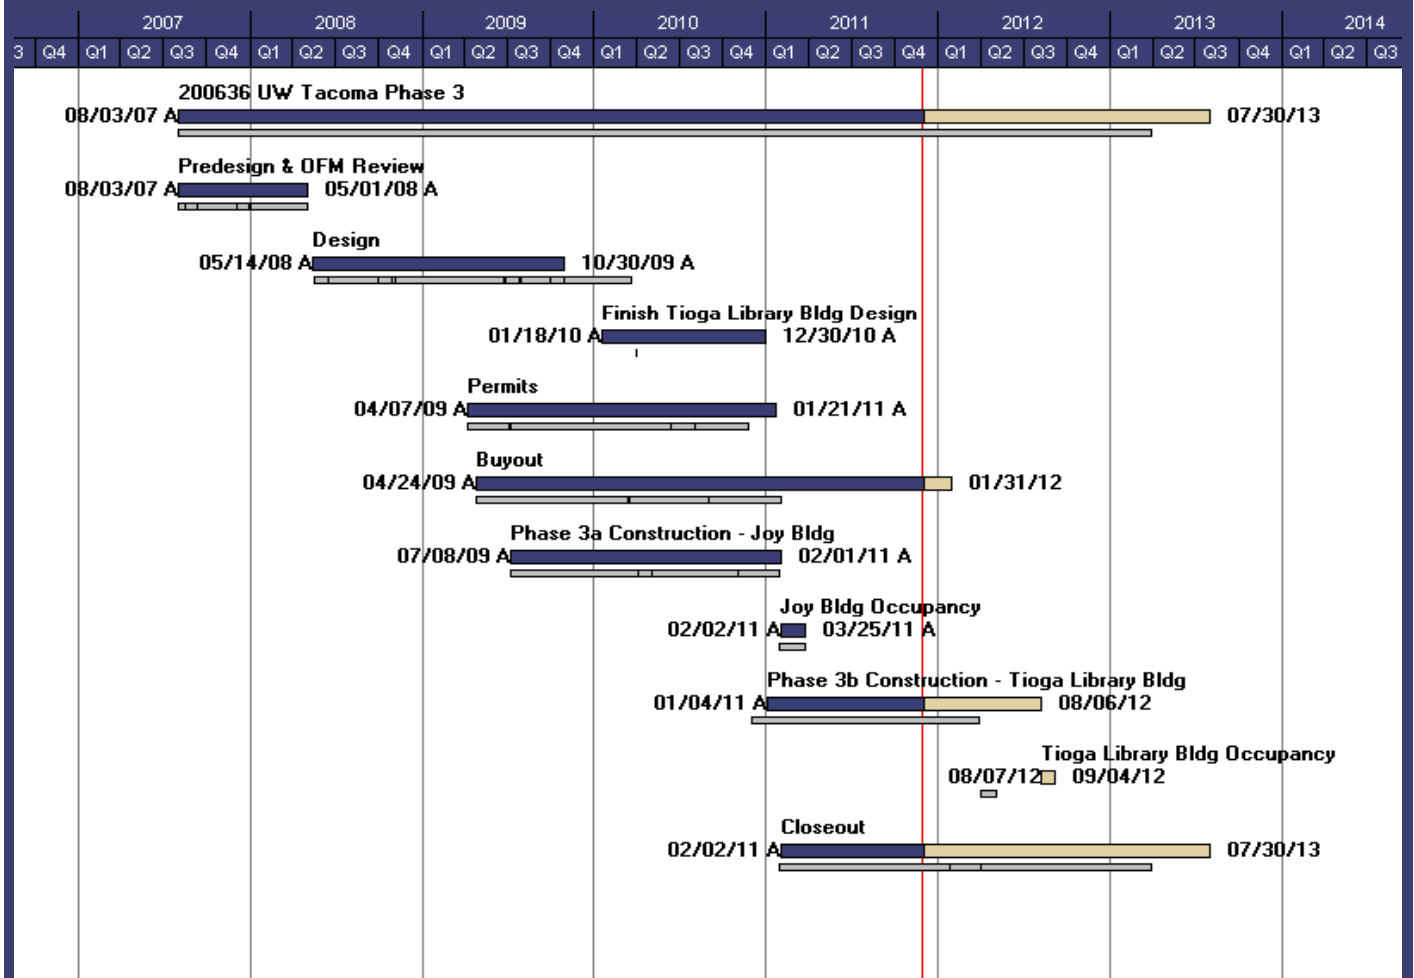 2007 2008 2009 2010 2011 2012 2013 2014
3 Q4 Q1 Q2 Q3 Q4 Q1 Q2 Q3 Q4 Q1 Q2 Q3 Q4 Q1 Q2 Q3 Q4 Q1 Q2 Q3 Q4 Q1 Q2 Q3 Q4 Q1 Q2 Q3 Q4 Q1 Q2 Q3
200636 UW Tacoma Phase 3
08/03/07 A 07/30/13
Predesign & OFM Review
08/03/07 A 05/01/08 A
Design
05/14/08 A 10/30/09 A
Finish Tioga Library Bldg Design
01/18/10 A 12/30/10 A
Permits
04/07/09 A 01/21/11 A
Buyout
04/24/09 A 01/31/12
Phase 3a Construction - Joy Bldg
07/08/09 A 02/01/11 A
Joy Bldg Occupancy
02/02/11 A 03/25/11 A
Phase 3b Construction - Tioga Library Bldg
01/04/11 A 08/06/12
Tioga Library Bldg Occupancy
08/07/12 09/04/12
Closeout
02/02/11 A 07/30/13